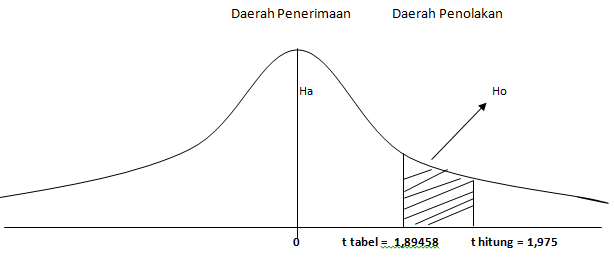 Daerah Penerimaan Daerah Penolakan
Ha Ho
0 t tabel = 1,89458 t hitung = 1,975